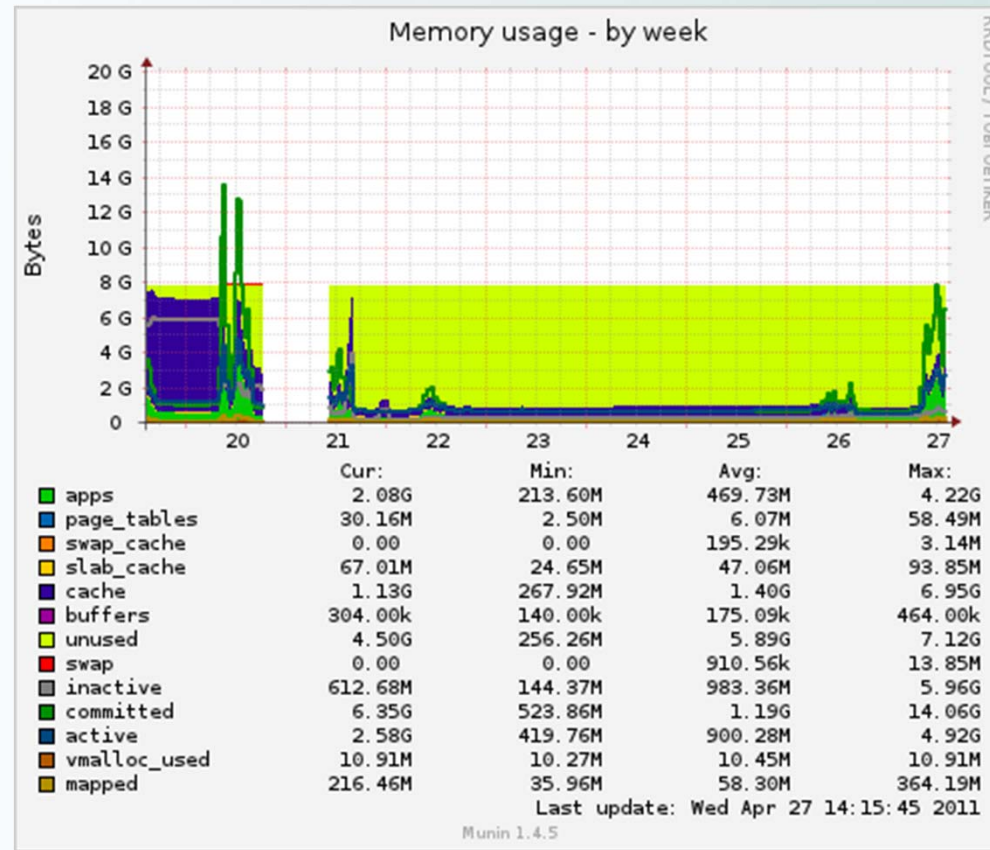 Memory usage - by week
Bytes
20 G
18 G
16 G
14 G
12 G
10 G
8 G
6 G
4 G
2 G
0
20 21 22 23 24 25 26 27
Cur: Min: Avg: Max:
apps 2.08G 213.60M 469.73M 4.22G
page_tables 30.16M 2.50M 6.07M 58.49M
swap_cache 0.00 0.00 195.29k 3.14M
slab_cache 67.01M 24.65M 47.06M 93.85M
cache 1.13G 267.92M 1.40G 6.95G
buffers 304.00k 140.00k 175.09k 464.00k
unused 4.50G 256.26M 5.89G 7.12G
swap 0.00 0.00 910.56k 13.85M
inactive 612.68M 144.37M 983.36M 5.96G
committed 6.35G 523.86M 1.19G 14.06G
active 2.58G 419.76M 900.28M 4.92G
vmalloc_used 10.91M 10.27M 10.45M 10.91M
mapped 216.46M 35.96M 58.30M 364.19M
Last update: Wed Apr 27 14:15:45 2011
Munin 1.4.5